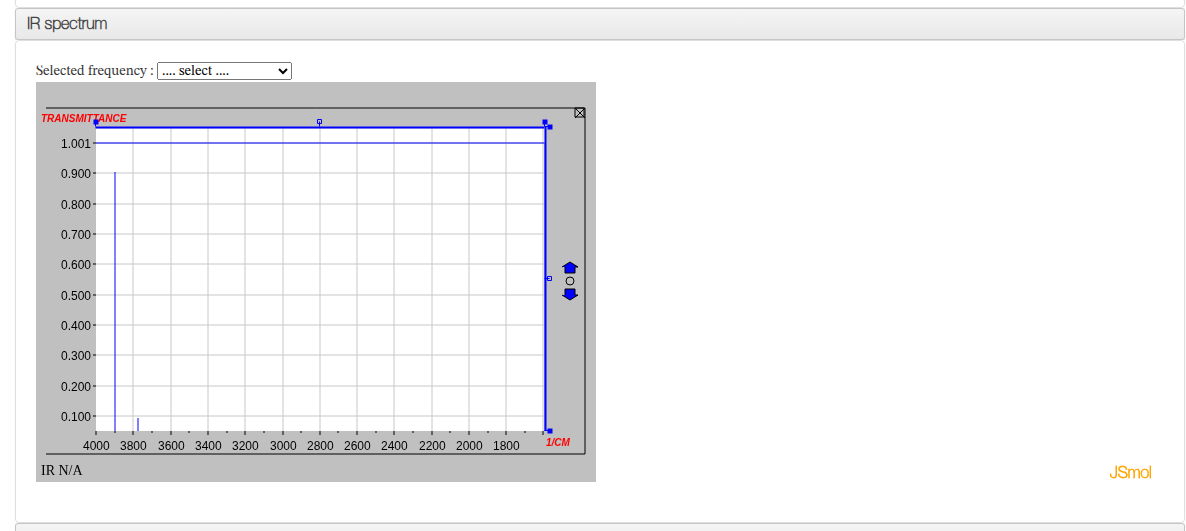 IR spectrum
Selected frequency : .... select ....
TRANSMITTANCE
1.001
0.900
0.800
0.700
0.600
0.500
0.400
0.300
0.200
0.100
4000 3800 3600 3400 3200 3000 2800 2600 2400 2200 2000 1800
1/CM
IR N/A
JSmol